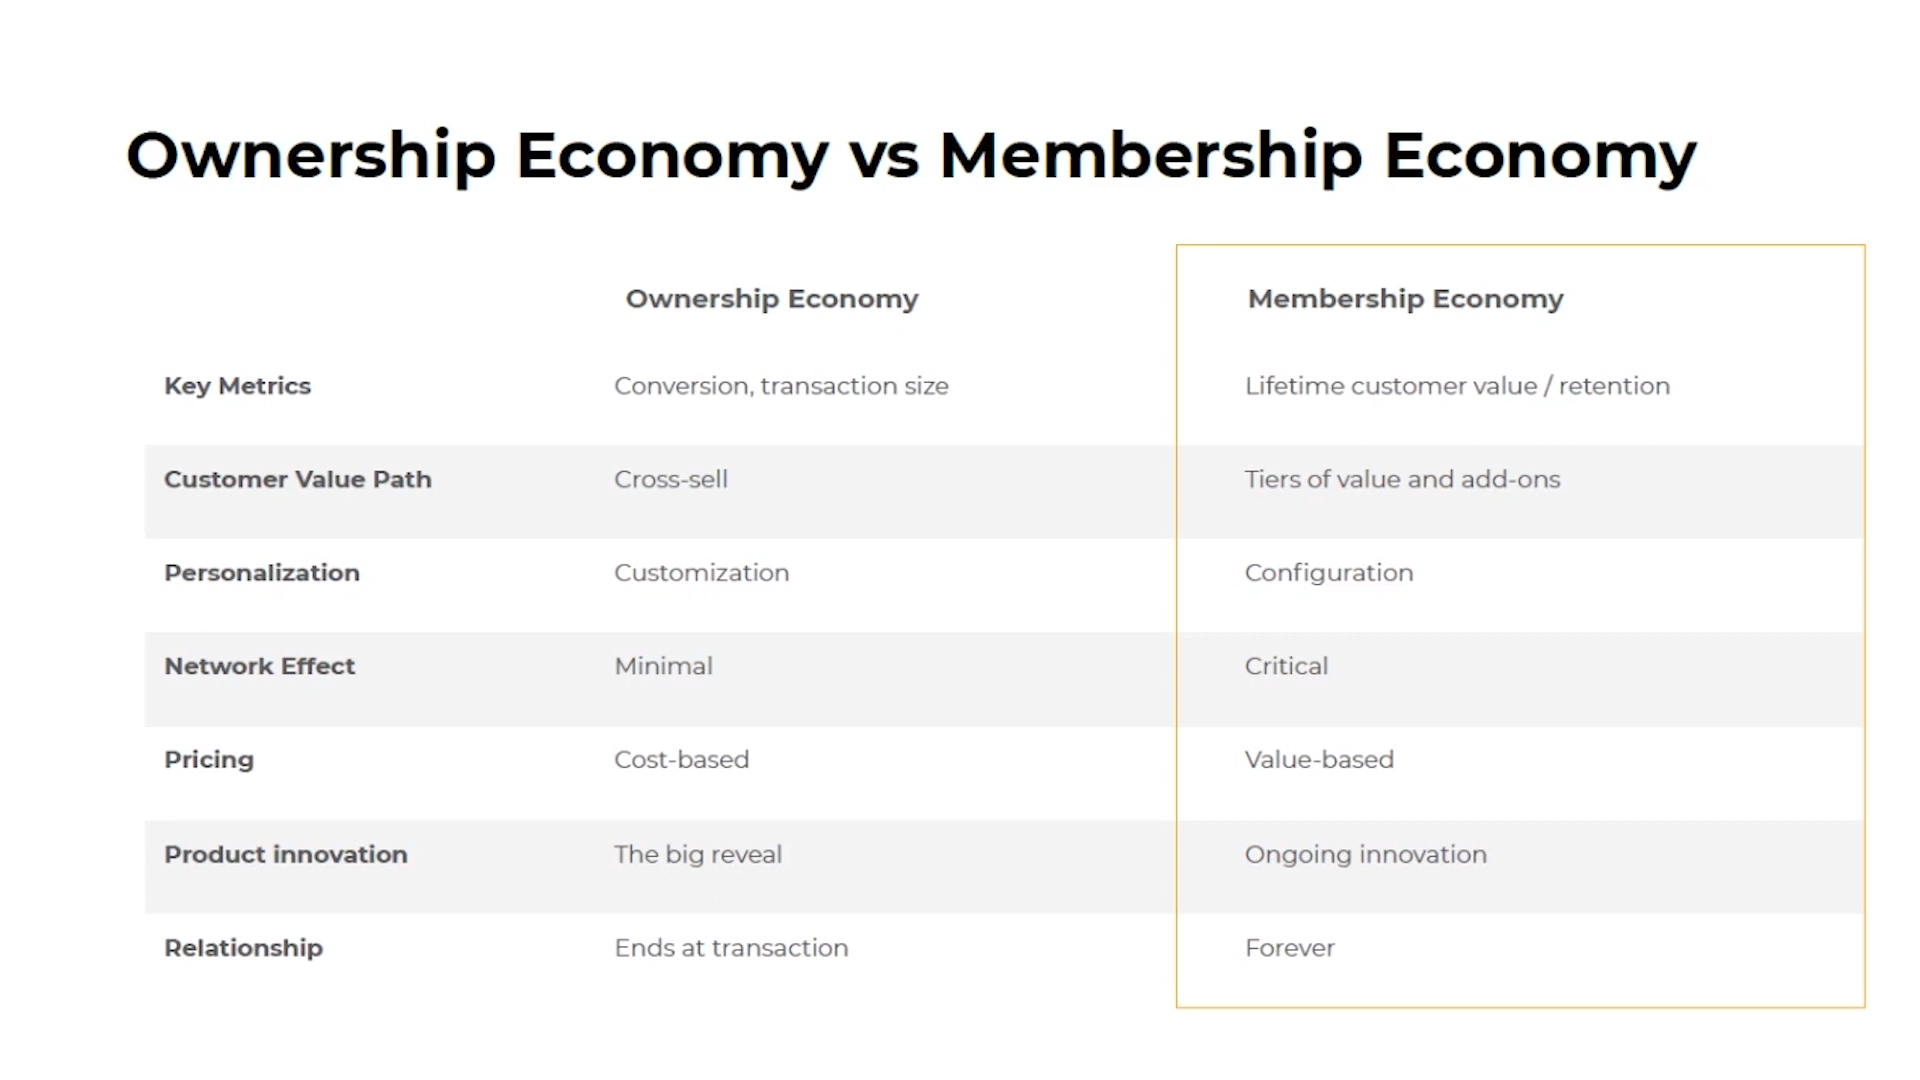 Ownership Economy vs Membership Economy
Ownership Economy Membership Economy
Key Metrics Conversion, transaction size Lifetime customer value / retention
Customer Value Path Cross-sell Tiers of value and add-ons
Personalization Customization Configuration
Network Effect Minimal Critical
Pricing Cost-based Value-based
Product innovation The big reveal Ongoing innovation
Relationship Ends at transaction Forever